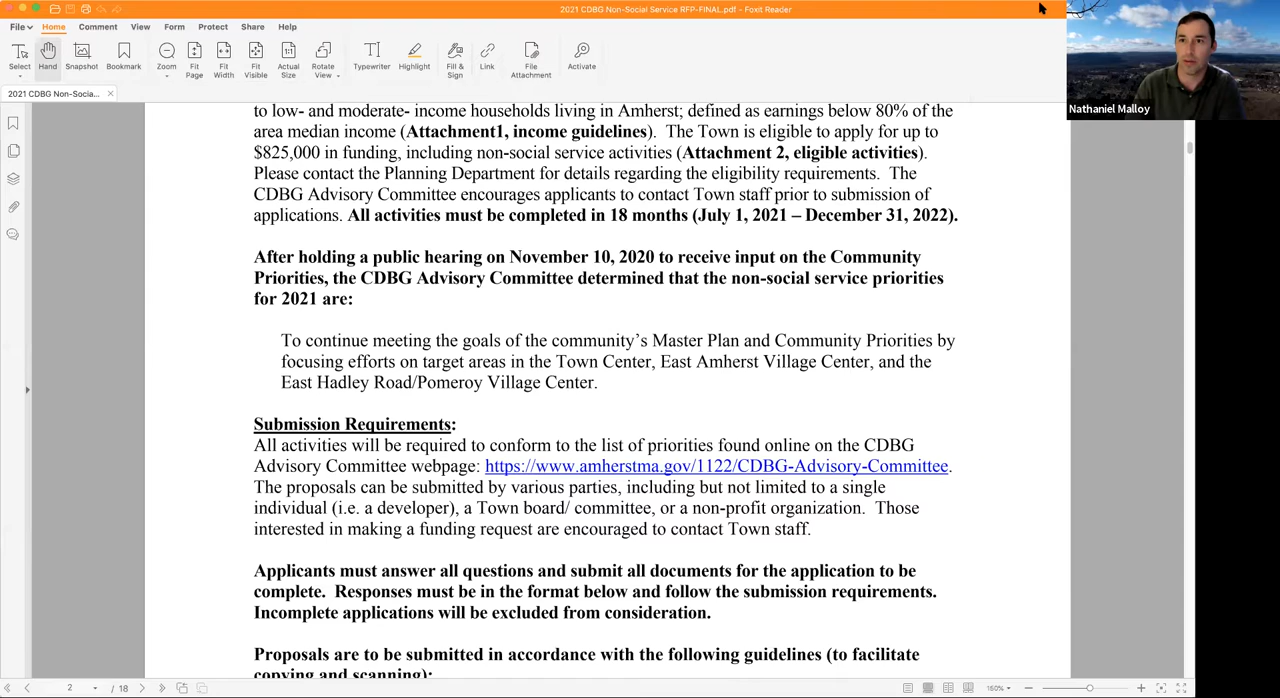 2021 CDBG Non-Social Service RFP-FINAL.pdf - Foxit Reader
File Home Comment View Form Protect Share Help
Select Hand Snapshot Bookmark Zoom Fit Page Fit Width Fit Visible Actual Size Rotate View Typewriter Highlight Fill & Sign Link File Attachment Activate
2021 CDBG Non-Socia...
Nathaniel Malloy
to low- and moderate- income households living in Amherst; defined as earnings below 80% of the
area median income (Attachment1, income guidelines). The Town is eligible to apply for up to
$825,000 in funding, including non-social service activities (Attachment 2, eligible activities).
Please contact the Planning Department for details regarding the eligibility requirements. The
CDBG Advisory Committee encourages applicants to contact Town staff prior to submission of
applications. All activities must be completed in 18 months (July 1, 2021 – December 31, 2022).
After holding a public hearing on November 10, 2020 to receive input on the Community
Priorities, the CDBG Advisory Committee determined that the non-social service priorities
for 2021 are:
To continue meeting the goals of the community's Master Plan and Community Priorities by
focusing efforts on target areas in the Town Center, East Amherst Village Center, and the
East Hadley Road/Pomeroy Village Center.
Submission Requirements:
All activities will be required to conform to the list of priorities found online on the CDBG
Advisory Committee webpage: https://www.amherstma.gov/1122/CDBG-Advisory-Committee.
The proposals can be submitted by various parties, including but not limited to a single
individual (i.e. a developer), a Town board/ committee, or a non-profit organization. Those
interested in making a funding request are encouraged to contact Town staff.
Applicants must answer all questions and submit all documents for the application to be
complete. Responses must be in the format below and follow the submission requirements.
Incomplete applications will be excluded from consideration.
Proposals are to be submitted in accordance with the following guidelines (to facilitate
copying and scanning):
2 / 18
150%